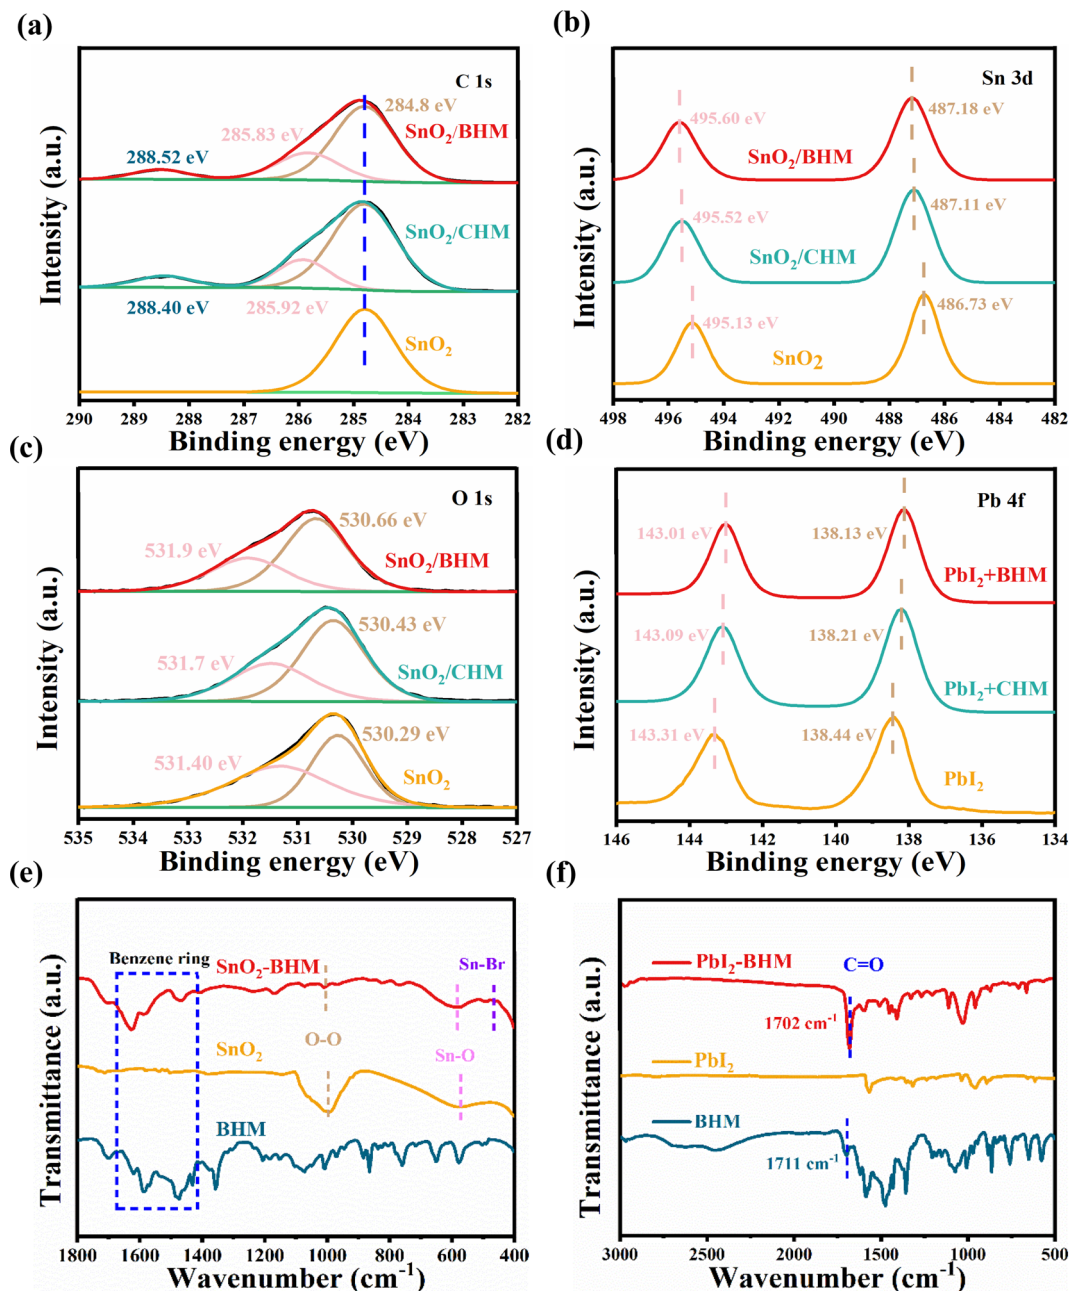 (a)
C 1s
284.8 eV
285.83 eV
SnO2/BHM
288.52 eV
SnO2/CHM
288.40 eV
285.92 eV
SnO2
290 289 288 287 286 285 284 283 282
Binding energy (eV)
Intensity (a.u.)
(b)
Sn 3d
495.60 eV
487.18 eV
SnO2/BHM
495.52 eV
487.11 eV
SnO2/CHM
495.13 eV
486.73 eV
SnO2
498 496 494 492 490 488 486 484 482
Binding energy (eV)
Intensity (a.u.)
(c)
O 1s
530.66 eV
531.9 eV
SnO2/BHM
530.43 eV
531.7 eV
SnO2/CHM
530.29 eV
531.40 eV
SnO2
535 534 533 532 531 530 529 528 527
Binding energy (eV)
Intensity (a.u.)
(d)
Pb 4f
143.01 eV
138.13 eV
PbI2+BHM
143.09 eV
138.21 eV
PbI2+CHM
143.31 eV
138.44 eV
PbI2
146 144 142 140 138 136 134
Binding energy (eV)
Intensity (a.u.)
(e)
Benzene ring
SnO2-BHM
Sn-Br
O-O
SnO2
Sn-O
BHM
1800 1600 1400 1200 1000 800 600 400
Wavenumber (cm-1)
Transmittance (a.u.)
(f)
PbI2-BHM
C=O
1702 cm-1
PbI2
BHM
1711 cm-1
3000 2500 2000 1500 1000 500
Wavenumber (cm-1)
Transmittance (a.u.)